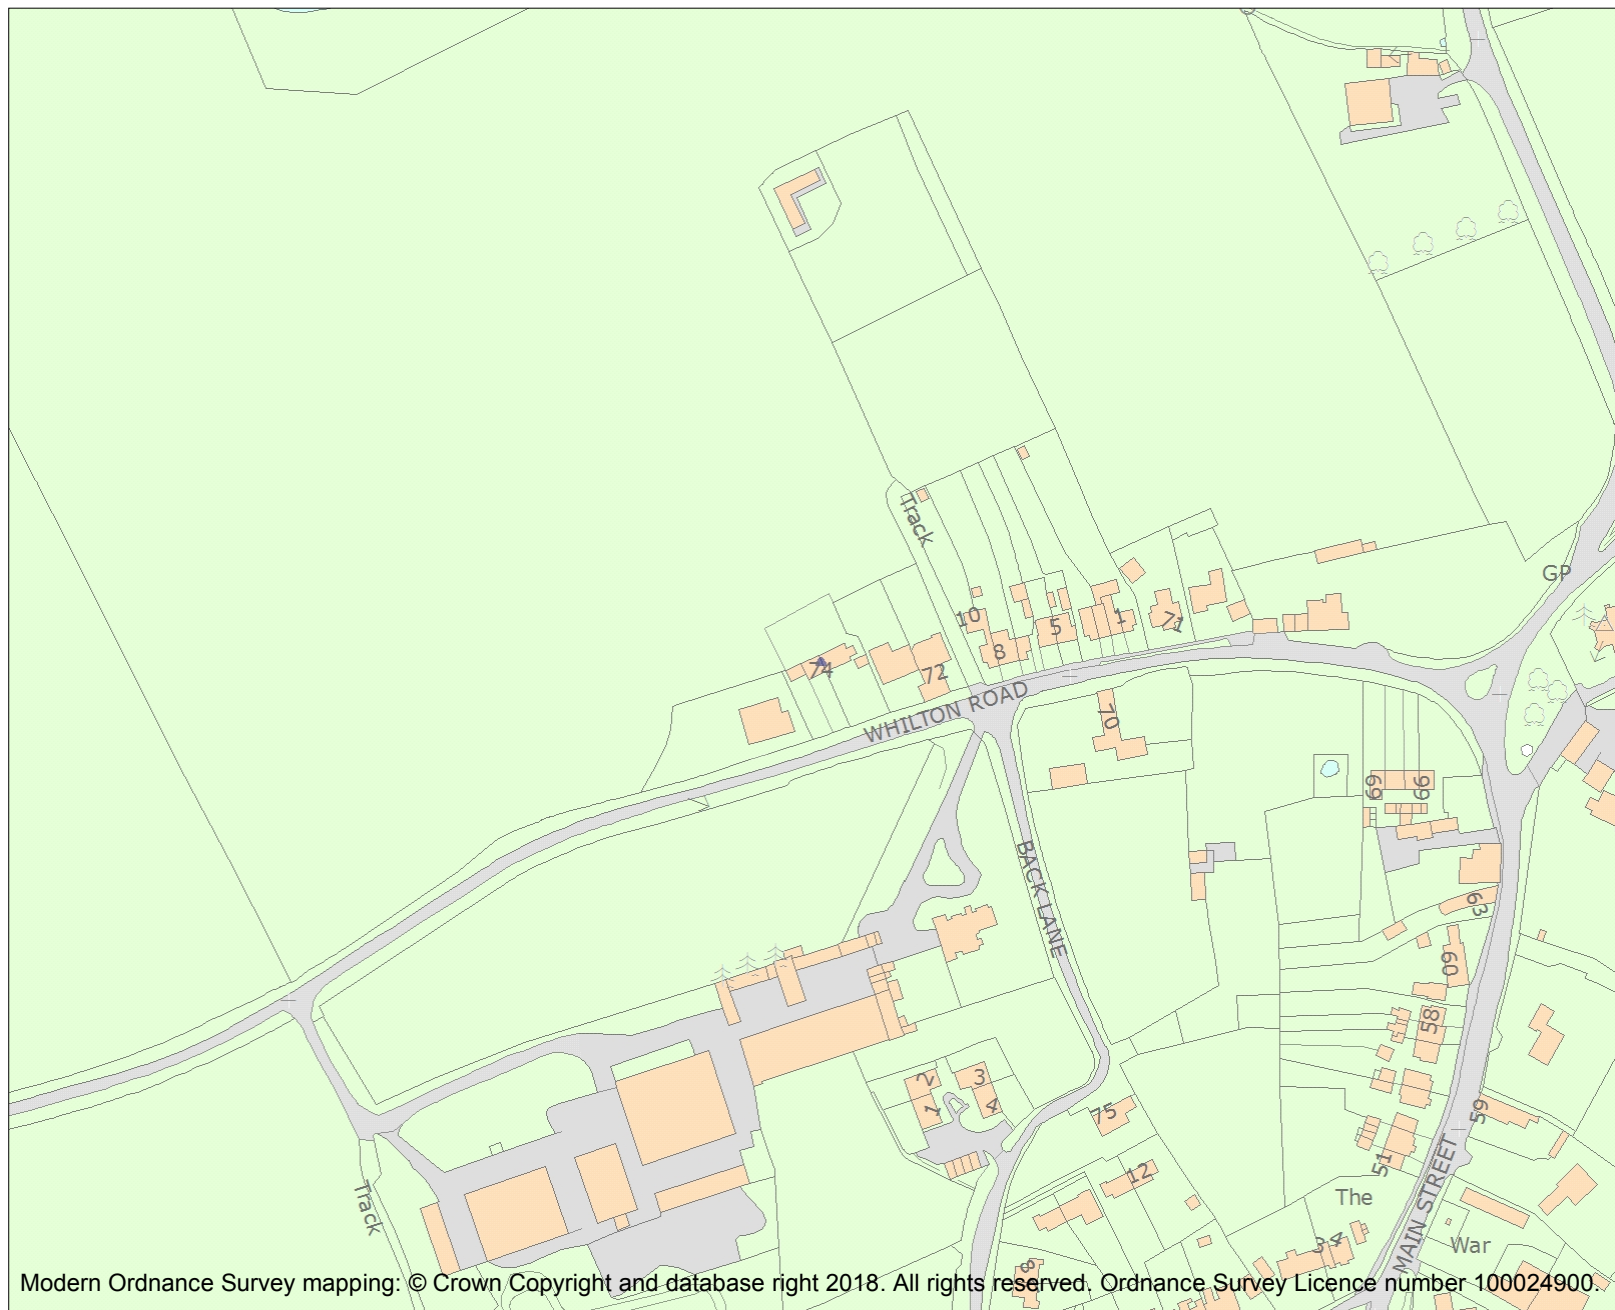 Track
GP
10
8
5
1
71
74
72
WHILTON ROAD
70
69
66
BACK LANE
63
60
58
2
1
3
4
75
59
12
51
Track
The
MAIN STREET
34
War
8
Modern Ordnance Survey mapping: © Crown Copyright and database right 2018. All rights reserved. Ordnance Survey Licence number 100024900.